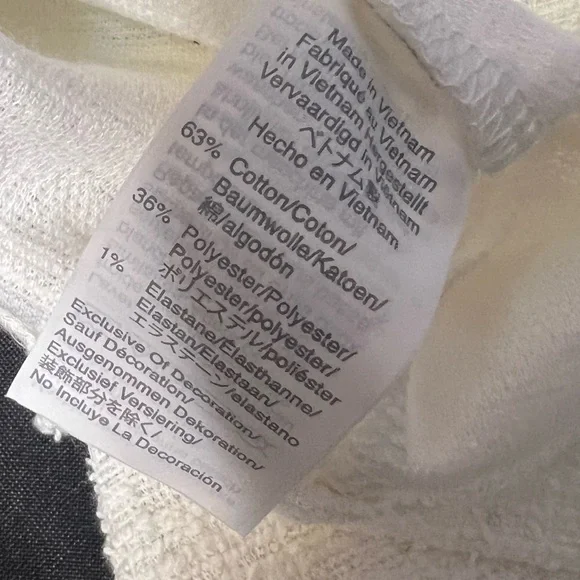 Made in Vietnam
Fabriqué au Vietnam
in Vietnam hergestellt
Vervaardigd in Vietnam
ベトナム製
Hecho en Vietnam
63% Cotton/Coton/
Baumwolle/Katoen/
綿/algodón
36% Polyester/Polyester/
Polyester/polyester/
ポリエステル/poliéster
1% Elastane/Élasthanne/
Elastan/Elastaan/
エラステーン/elastano
Exclusive Of Decoration/
Sauf Décoration/
Ausgenommen Dekoration/
Exclusief Versiering/
装飾部分を除く/
No Incluye La Decoración